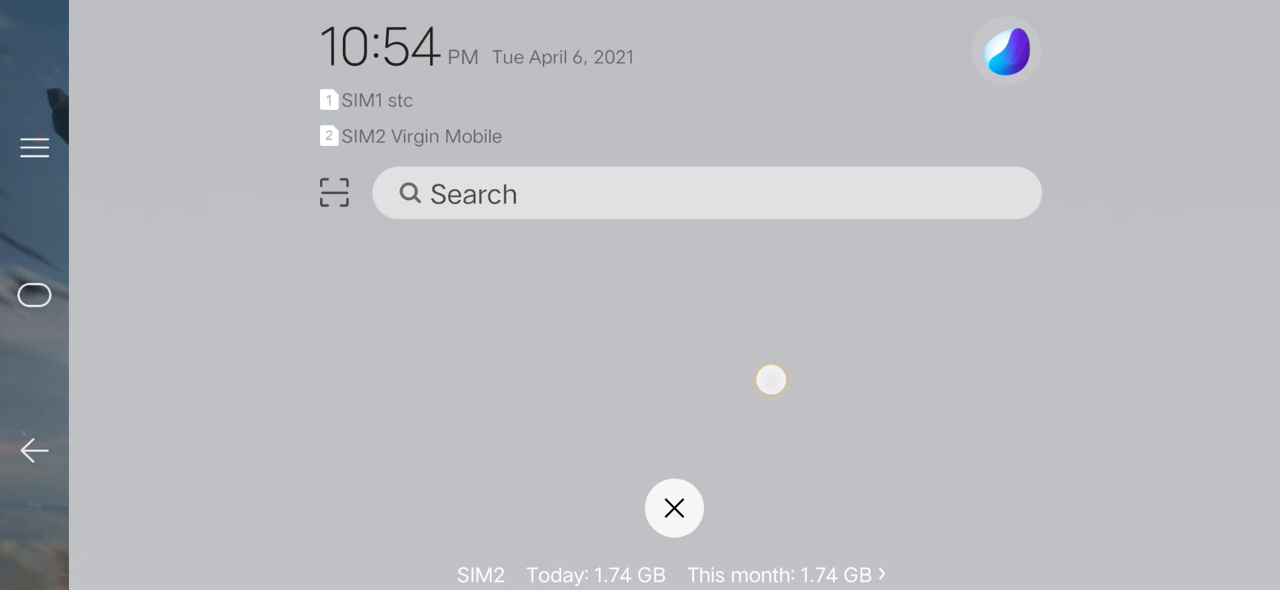 10:54 PM Tue April 6, 2021
1 SIM1 stc
2 SIM2 Virgin Mobile
Search
SIM2 Today: 1.74 GB This month: 1.74 GB >